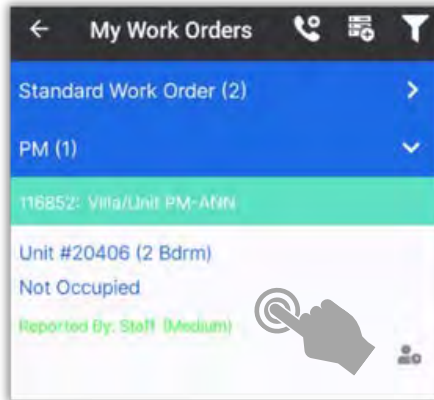 My Work Orders
Standard Work Order (2)
PM (1)
116852: Villa/Unit PM-ANN
Unit #20406 (2 Bdrm)
Not Occupied
Reported By: Staff (Medium)